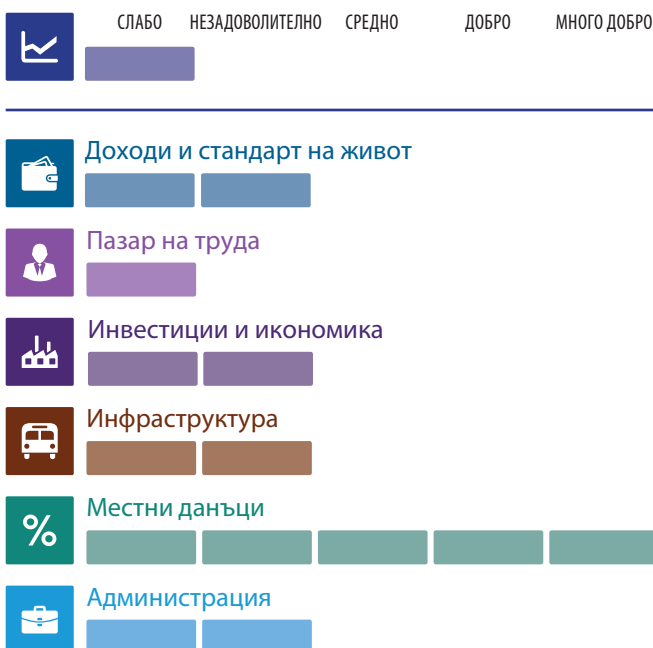 СЛАБО НЕЗАДОВОЛИТЕЛНО СРЕДНО ДОБРО МНОГО ДОБРО
Доходи и стандарт на живот
Пазар на труда
Инвестиции и икономика
Инфраструктура
Местни данъци
%
Администрация